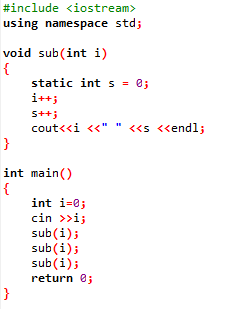 #include <iostream>
using namespace std;

void sub(int i)
{
    static int s = 0;
    i++;
    s++;
    cout<<i <<" " <<s <<endl;
}

int main()
{
    int i=0;
    cin >>i;
    sub(i);
    sub(i);
    sub(i);
    return 0;
}